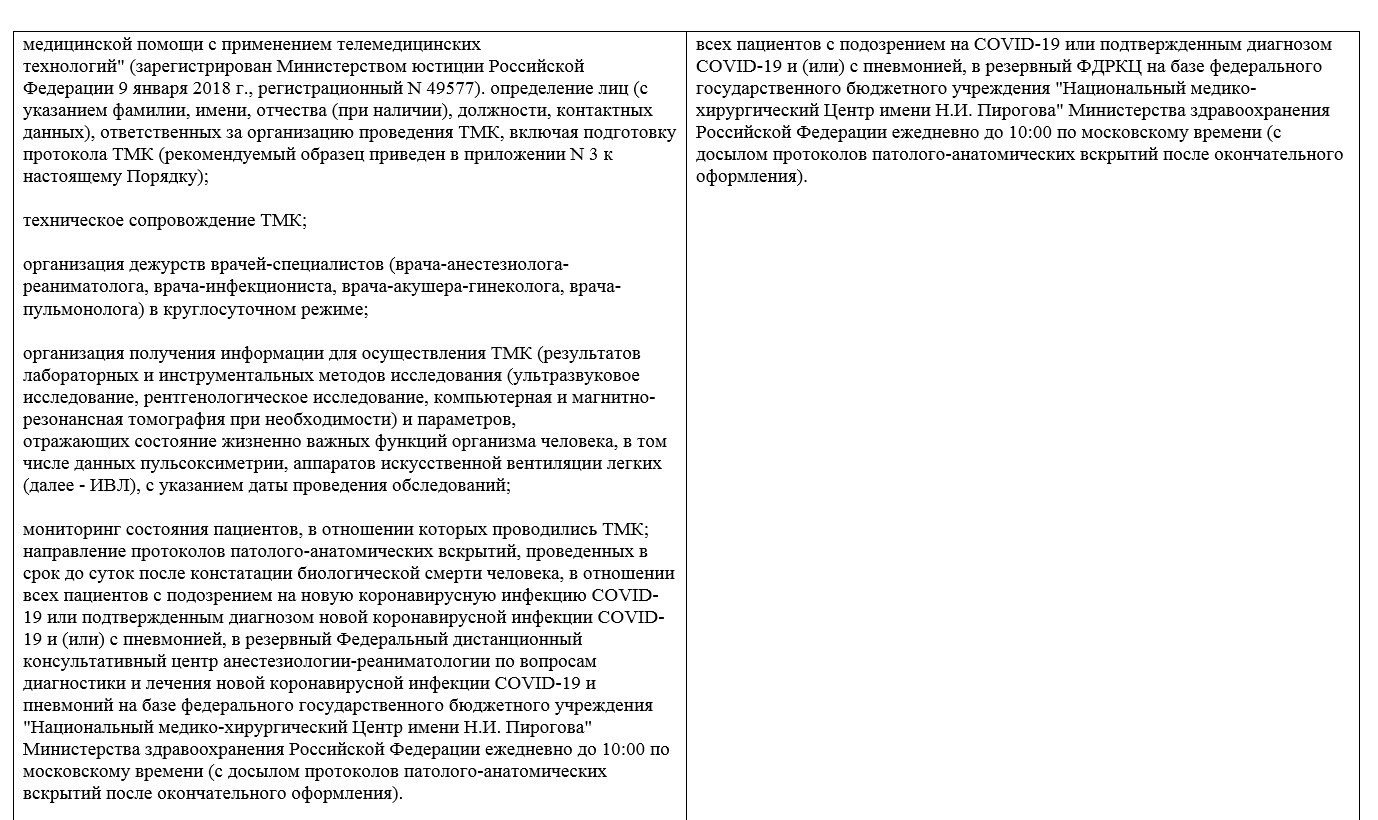 медицинской помощи с применением телемедицинских
технологий" (зарегистрирован Министерством юстиции Российской
Федерации 9 января 2018 г., регистрационный N 49577). определение лиц (с
указанием фамилии, имени, отчества (при наличии), должности, контактных
данных), ответственных за организацию проведения ТМК, включая подготовку
протокола ТМК (рекомендуемый образец приведен в приложении N 3 к
настоящему Порядку);
техническое сопровождение ТМК;
организация дежурств врачей-специалистов (врача-анестезиолога-
реаниматолога, врача-инфекциониста, врача-акушера-гинеколога, врача-
пульмонолога) в круглосуточном режиме;
организация получения информации для осуществления ТМК (результатов
лабораторных и инструментальных методов исследования (ультразвуковое
исследование, рентгенологическое исследование, компьютерная и магнитно-
резонансная томография при необходимости) и параметров,
отражающих состояние жизненно важных функций организма человека, в том
числе данных пульсоксиметрии, аппаратов искусственной вентиляции легких
(далее - ИВЛ), с указанием даты проведения обследований;
мониторинг состояния пациентов, в отношении которых проводились ТМК;
направление протоколов патолого-анатомических вскрытий, проведенных в
срок до суток после констатации биологической смерти человека, в отношении
всех пациентов с подозрением на новую коронавирусную инфекцию COVID-
19 или подтвержденным диагнозом новой коронавирусной инфекции COVID-
19 и (или) с пневмонией, в резервный Федеральный дистанционный
консультативный центр анестезиологии-реаниматологии по вопросам
диагностики и лечения новой коронавирусной инфекции COVID-19 и
пневмоний на базе федерального государственного бюджетного учреждения
"Национальный медико-хирургический Центр имени Н.И. Пирогова"
Министерства здравоохранения Российской Федерации ежедневно до 10:00 по
московскому времени (с досылом протоколов патолого-анатомических
вскрытий после окончательного оформления).
всех пациентов с подозрением на COVID-19 или подтвержденным диагнозом
COVID-19 и (или) с пневмонией, в резервный ФДРКЦ на базе федерального
государственного бюджетного учреждения "Национальный медико-
хирургический Центр имени Н.И. Пирогова" Министерства здравоохранения
Российской Федерации ежедневно до 10:00 по московскому времени (с
досылом протоколов патолого-анатомических вскрытий после окончательного
оформления).